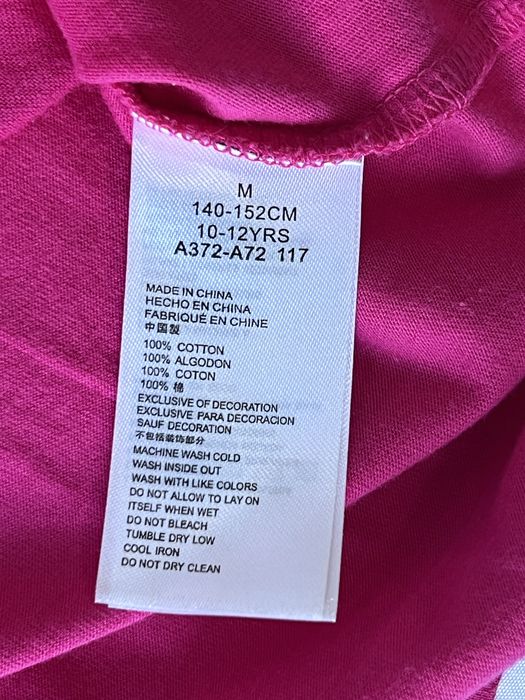 M
140-152CM
10-12YRS
A372-A72 117
MADE IN CHINA
HECHO EN CHINA
FABRIQUÉ EN CHINE
中国製
100% COTTON
100% ALGODON
100% COTON
100% 棉
EXCLUSIVE OF DECORATION
EXCLUSIVE PARA DECORACION
SAUF DECORATION
不包括装饰部分
MACHINE WASH COLD
WASH INSIDE OUT
WASH WITH LIKE COLORS
DO NOT ALLOW TO LAY ON
ITSELF WHEN WET
DO NOT BLEACH
TUMBLE DRY LOW
COOL IRON
DO NOT DRY CLEAN